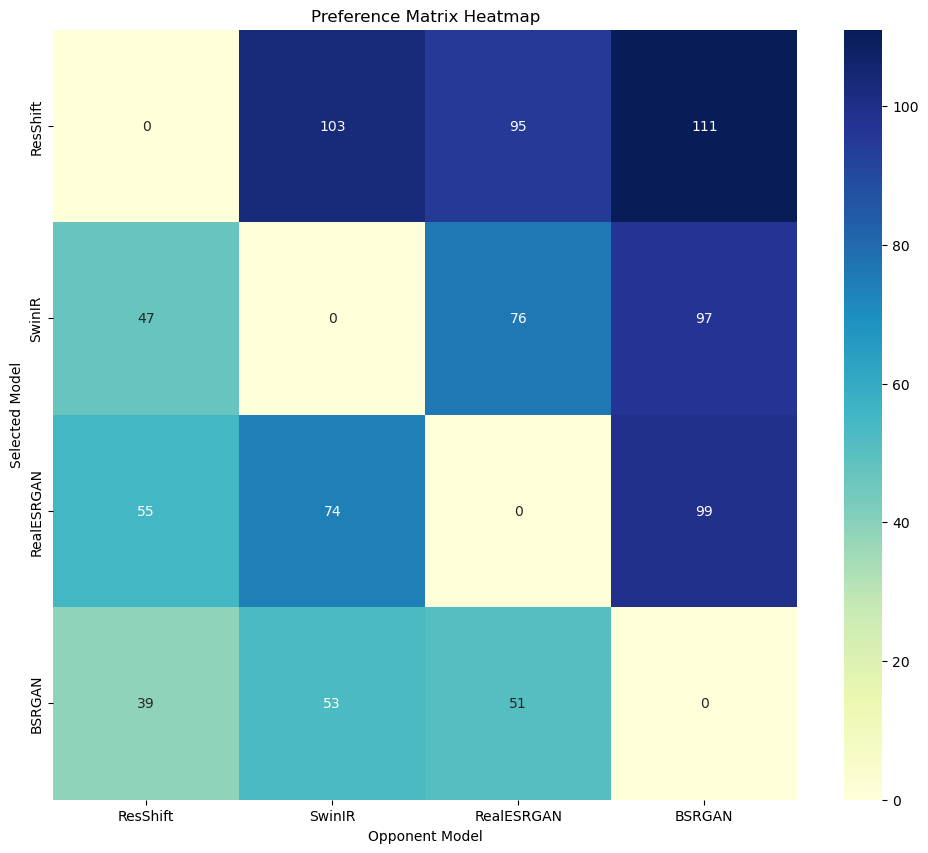 Preference Matrix Heatmap
ResShift
0 103 95 111
SwinIR
47 0 76 97
RealESRGAN
55 74 0 99
BSRGAN
39 53 51 0
Selected Model
ResShift SwinIR RealESRGAN BSRGAN
Opponent Model
100
80
60
40
20
0